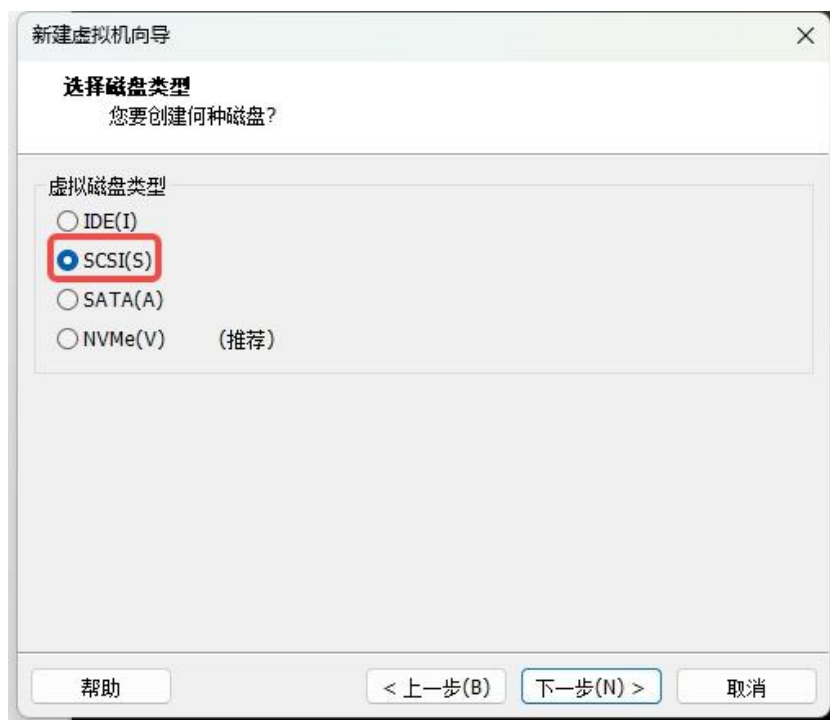 新建虚拟机向导
选择磁盘类型
您要创建何种磁盘?
虚拟磁盘类型
IDE(I)
SCSI(S)
SATA(A)
NVMe(V) (推荐)
帮助 < 上一步(B) 下一步(N) > 取消